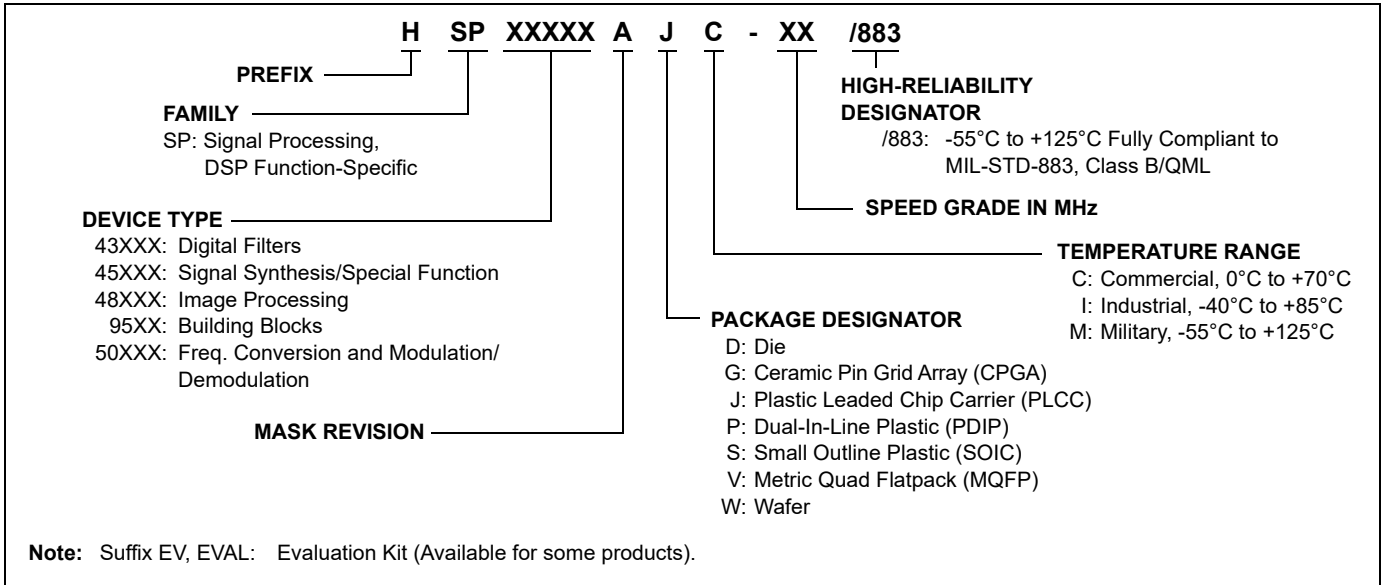 H SP XXXXX A J C - XX /883
PREFIX
FAMILY
SP: Signal Processing,
DSP Function-Specific
DEVICE TYPE
43XXX: Digital Filters
45XXX: Signal Synthesis/Special Function
48XXX: Image Processing
95XX: Building Blocks
50XXX: Freq. Conversion and Modulation/
Demodulation
MASK REVISION
HIGH-RELIABILITY
DESIGNATOR
/883: -55°C to +125°C Fully Compliant to
MIL-STD-883, Class B/QML
SPEED GRADE IN MHz
TEMPERATURE RANGE
C: Commercial, 0°C to +70°C
I: Industrial, -40°C to +85°C
M: Military, -55°C to +125°C
PACKAGE DESIGNATOR
D: Die
G: Ceramic Pin Grid Array (CPGA)
J: Plastic Leaded Chip Carrier (PLCC)
P: Dual-In-Line Plastic (PDIP)
S: Small Outline Plastic (SOIC)
V: Metric Quad Flatpack (MQFP)
W: Wafer
Note: Suffix EV, EVAL: Evaluation Kit (Available for some products).